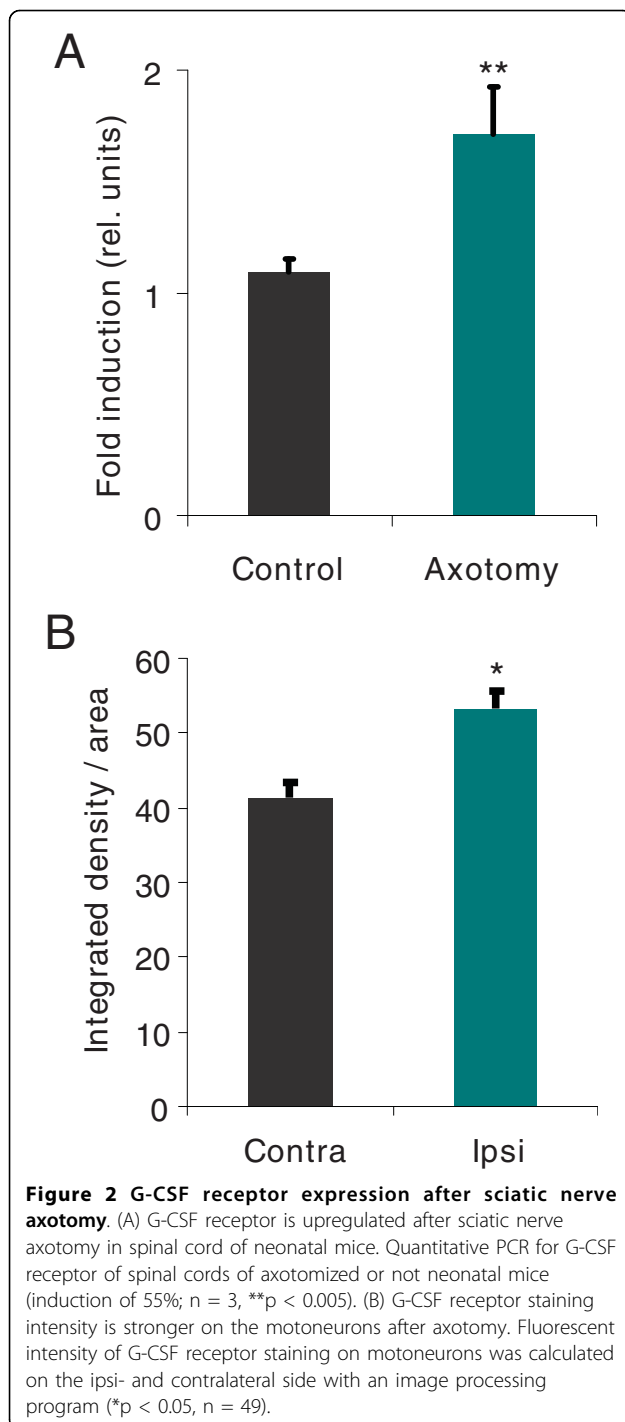 A
2
**
Fold induction (rel. units)
1
0
Control Axotomy
B
60
*
50
Integrated density / area
40
30
20
10
0
Contra Ipsi
Figure 2 G-CSF receptor expression after sciatic nerve
axotomy. (A) G-CSF receptor is upregulated after sciatic nerve
axotomy in spinal cord of neonatal mice. Quantitative PCR for G-CSF
receptor of spinal cords of axotomized or not neonatal mice
(induction of 55%; n = 3, **p < 0.005). (B) G-CSF receptor staining
intensity is stronger on the motoneurons after axotomy. Fluorescent
intensity of G-CSF receptor staining on motoneurons was calculated
on the ipsi- and contralateral side with an image processing
program (*p < 0.05, n = 49).